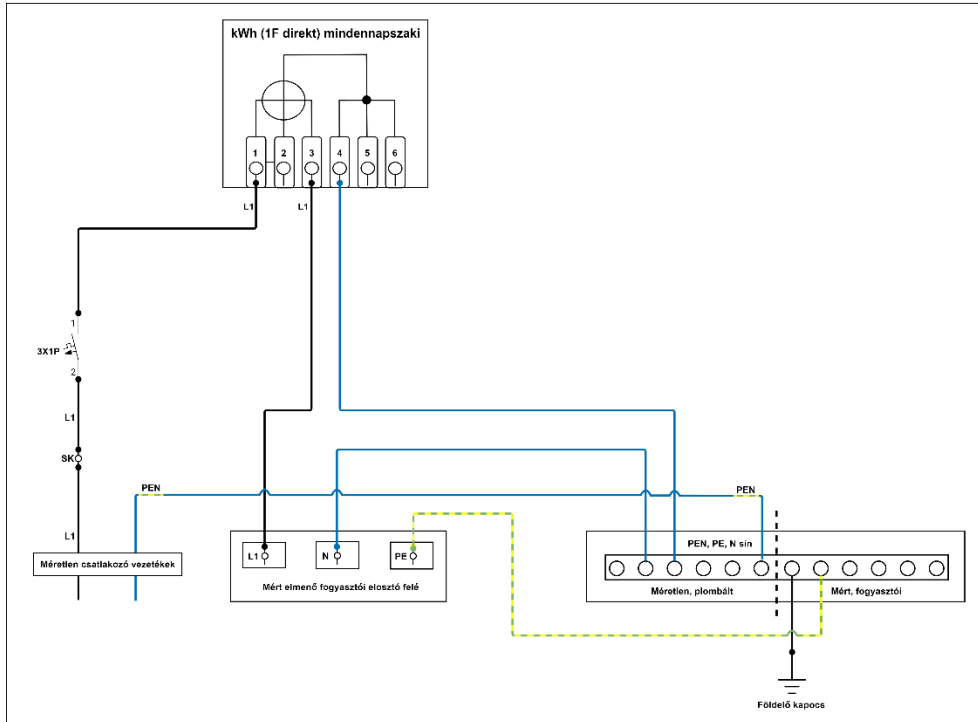 kWh (1F direkt) mindennapszaki
1 2 3 4 5 6
L1 L1
1
3X1P
2
L1
SK
PEN PEN
L1
PEN, PE, N sín
L1 N PE
Méretlen csatlakozó vezetékek
Mért elmenő fogyasztói elosztó felé
Méretlen, plombált Mért, fogyasztói
Földelő kapocs